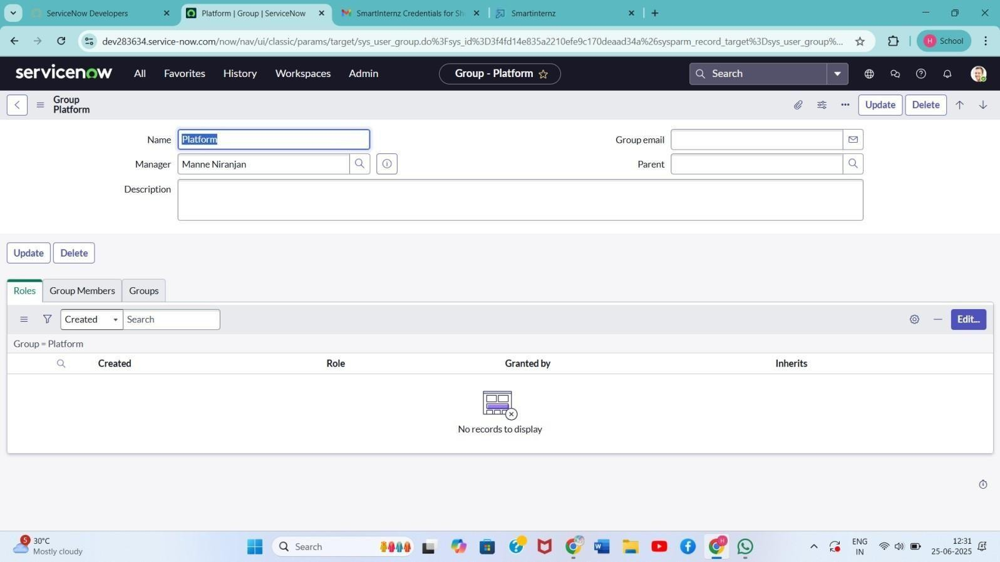 ServiceNow Developers
Platform | Group | ServiceNow
SmartInternz Credentials for Sh
Smartinternz
dev283634.service-now.com/now/nav/ui/classic/params/target/sys_user_group.do%3Fsys_id%3D3f4fd14e835a2210efe9c170deaad34a%26sysparm_record_target%3Dsys_user_group%...
H School
servicenow All Favorites History Workspaces Admin Group - Platform Search
Group
Platform
Update Delete
Name Platform Group email
Manager Manne Niranjan Parent
Description
Update Delete
Roles Group Members Groups
Created Search Edit...
Group = Platform
Created Role Granted by Inherits
No records to display
5 30°C
Mostly cloudy
Search
ENG
IN
12:31
25-06-2025